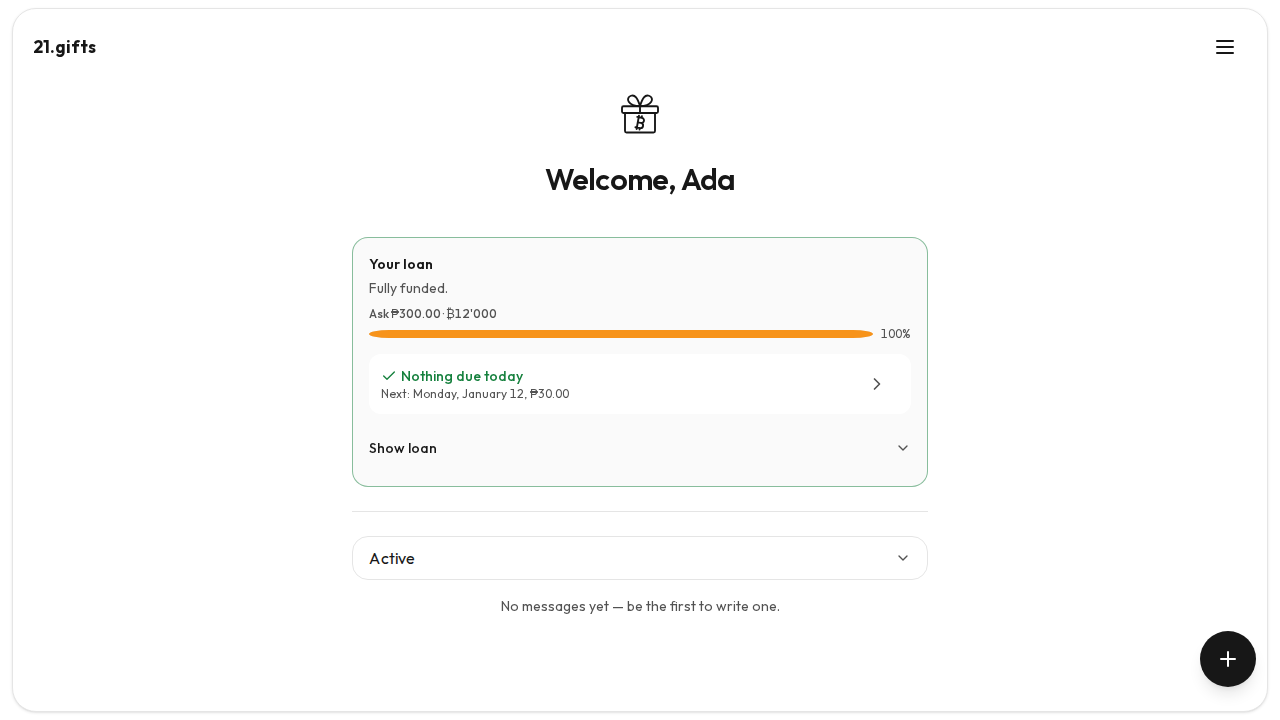 21.gifts
Welcome, Ada
Your loan
Fully funded.
Ask ₱300.00 · ₿12'000
100%
Nothing due today
Next: Monday, January 12, ₱30.00
Show loan
Active
No messages yet — be the first to write one.